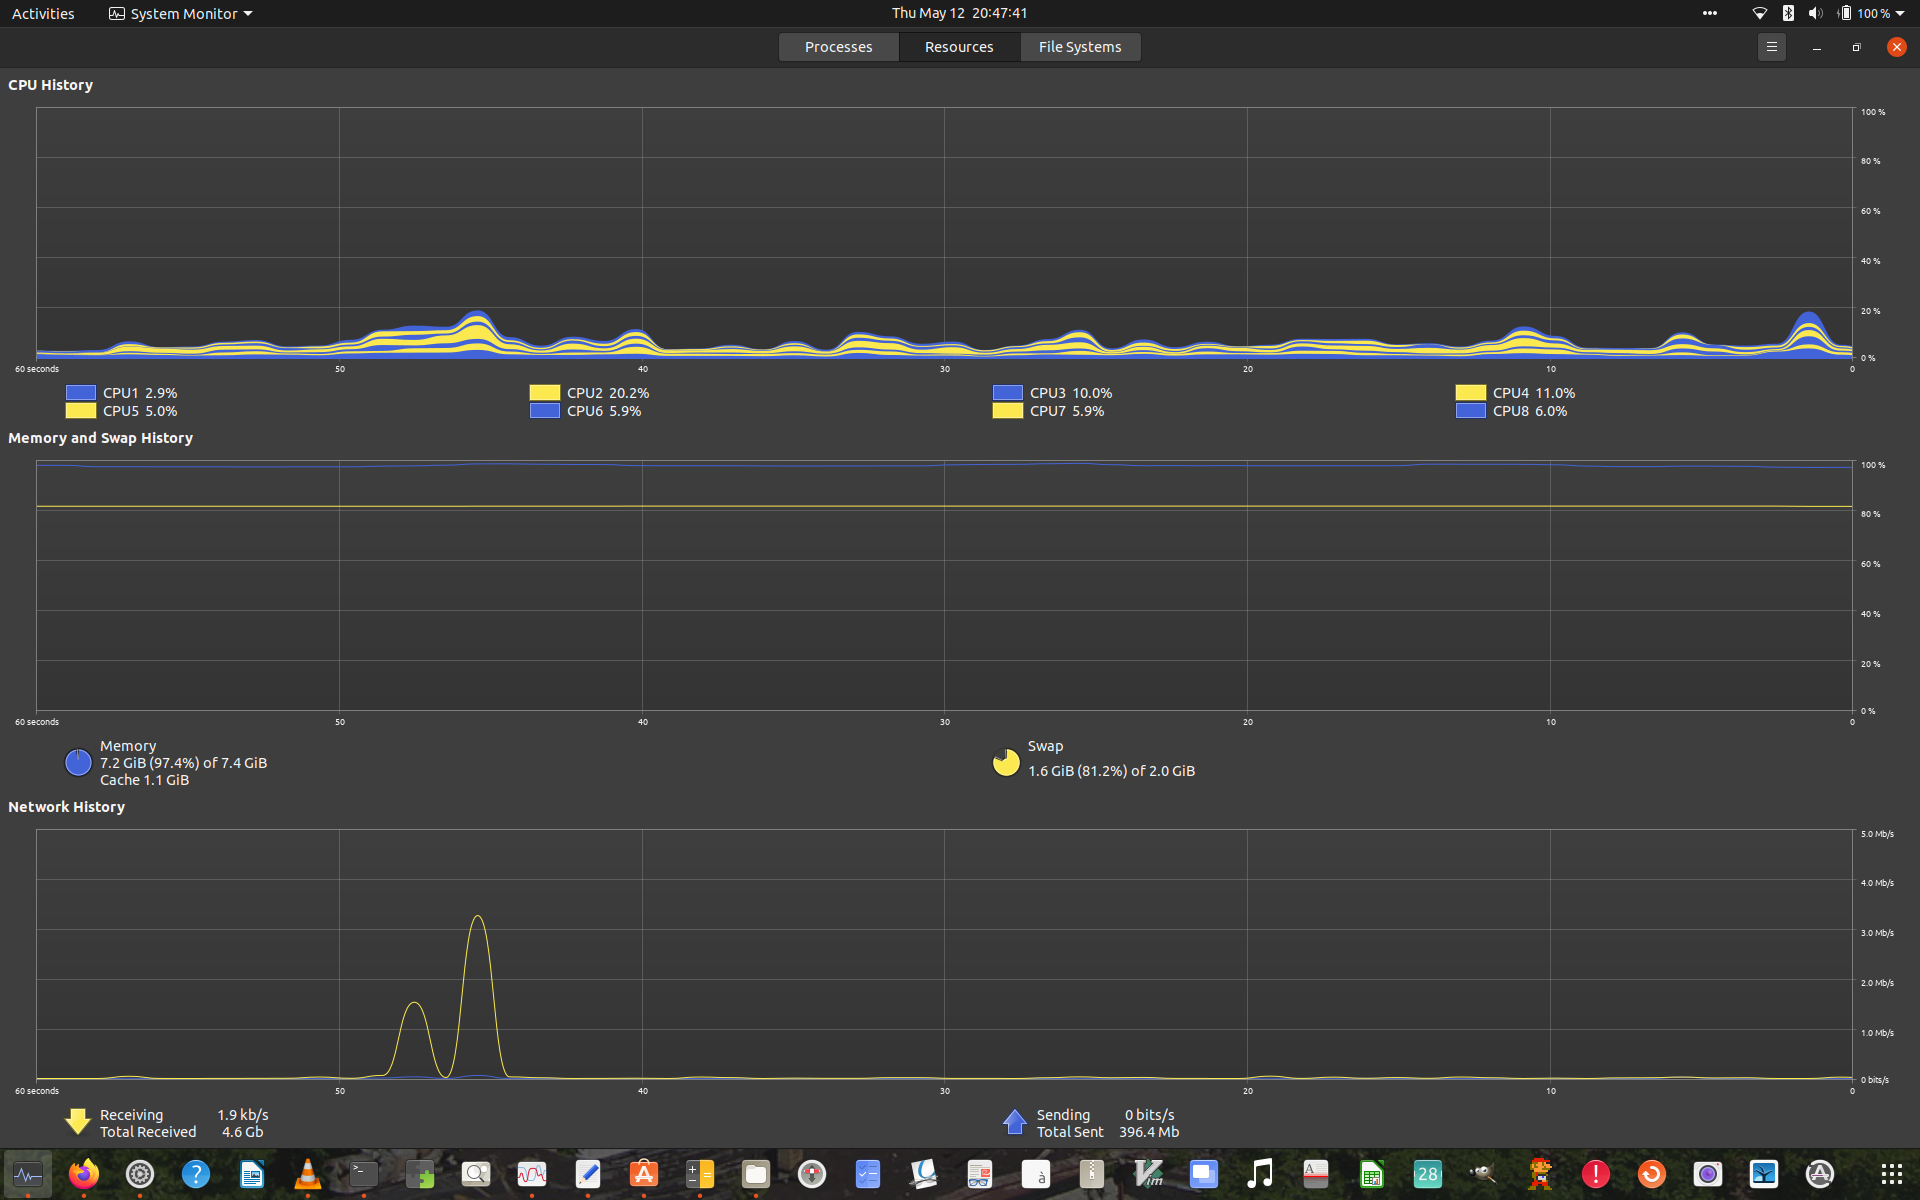 Activities System Monitor Thu May 12 20:47:41 100 %
Processes Resources File Systems
CPU History
100 %
80 %
60 %
40 %
20 %
0 %
60 seconds 50 40 30 20 10 0
CPU1 2.9% CPU2 20.2% CPU3 10.0% CPU4 11.0%
CPU5 5.0% CPU6 5.9% CPU7 5.9% CPU8 6.0%
Memory and Swap History
100 %
80 %
60 %
40 %
20 %
0 %
60 seconds 50 40 30 20 10 0
Memory
7.2 GiB (97.4%) of 7.4 GiB
Cache 1.1 GiB
Swap
1.6 GiB (81.2%) of 2.0 GiB
Network History
5.0 Mb/s
4.0 Mb/s
3.0 Mb/s
2.0 Mb/s
1.0 Mb/s
0 bits/s
60 seconds 50 40 30 20 10 0
Receiving 1.9 kb/s
Total Received 4.6 Gb
Sending 0 bits/s
Total Sent 396.4 Mb
? >_ A à Vim A 28 !